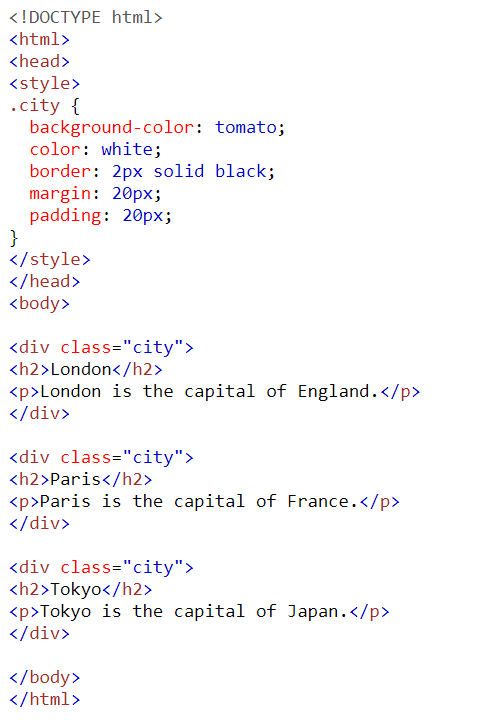 <!DOCTYPE html>
<html>
<head>
<style>
.city {
  background-color: tomato;
  color: white;
  border: 2px solid black;
  margin: 20px;
  padding: 20px;
}
</style>
</head>
<body>

<div class="city">
<h2>London</h2>
<p>London is the capital of England.</p>
</div>

<div class="city">
<h2>Paris</h2>
<p>Paris is the capital of France.</p>
</div>

<div class="city">
<h2>Tokyo</h2>
<p>Tokyo is the capital of Japan.</p>
</div>

</body>
</html>